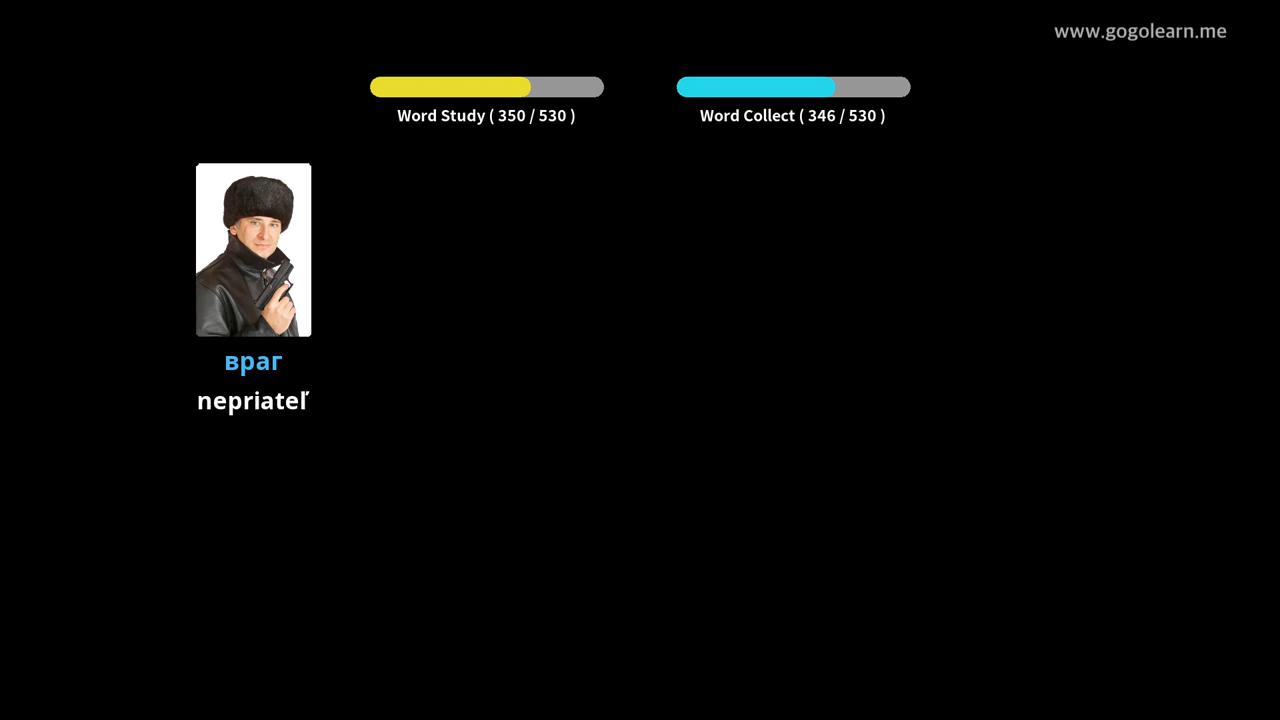 www.gogolearn.me
Word Study ( 350 / 530 )
Word Collect ( 346 / 530 )
враг
nepriateľ